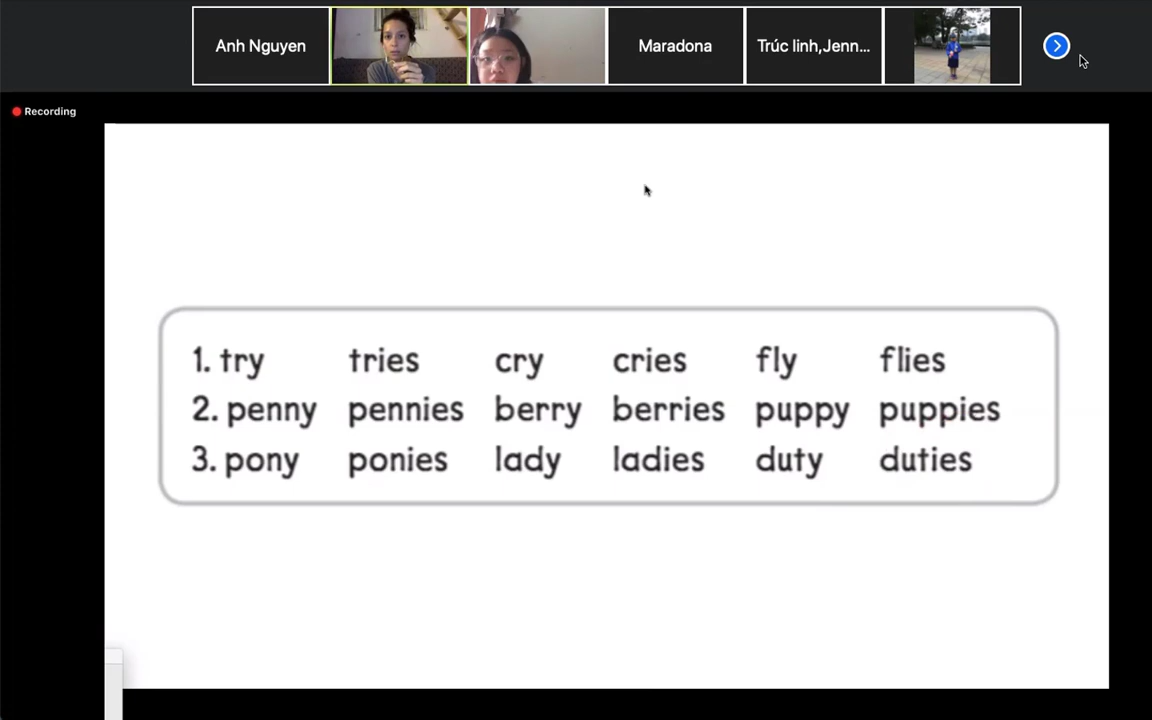 Anh Nguyen
Maradona
Trúc linh,Jenn...
Recording
1. try tries cry cries fly flies
2. penny pennies berry berries puppy puppies
3. pony ponies lady ladies duty duties